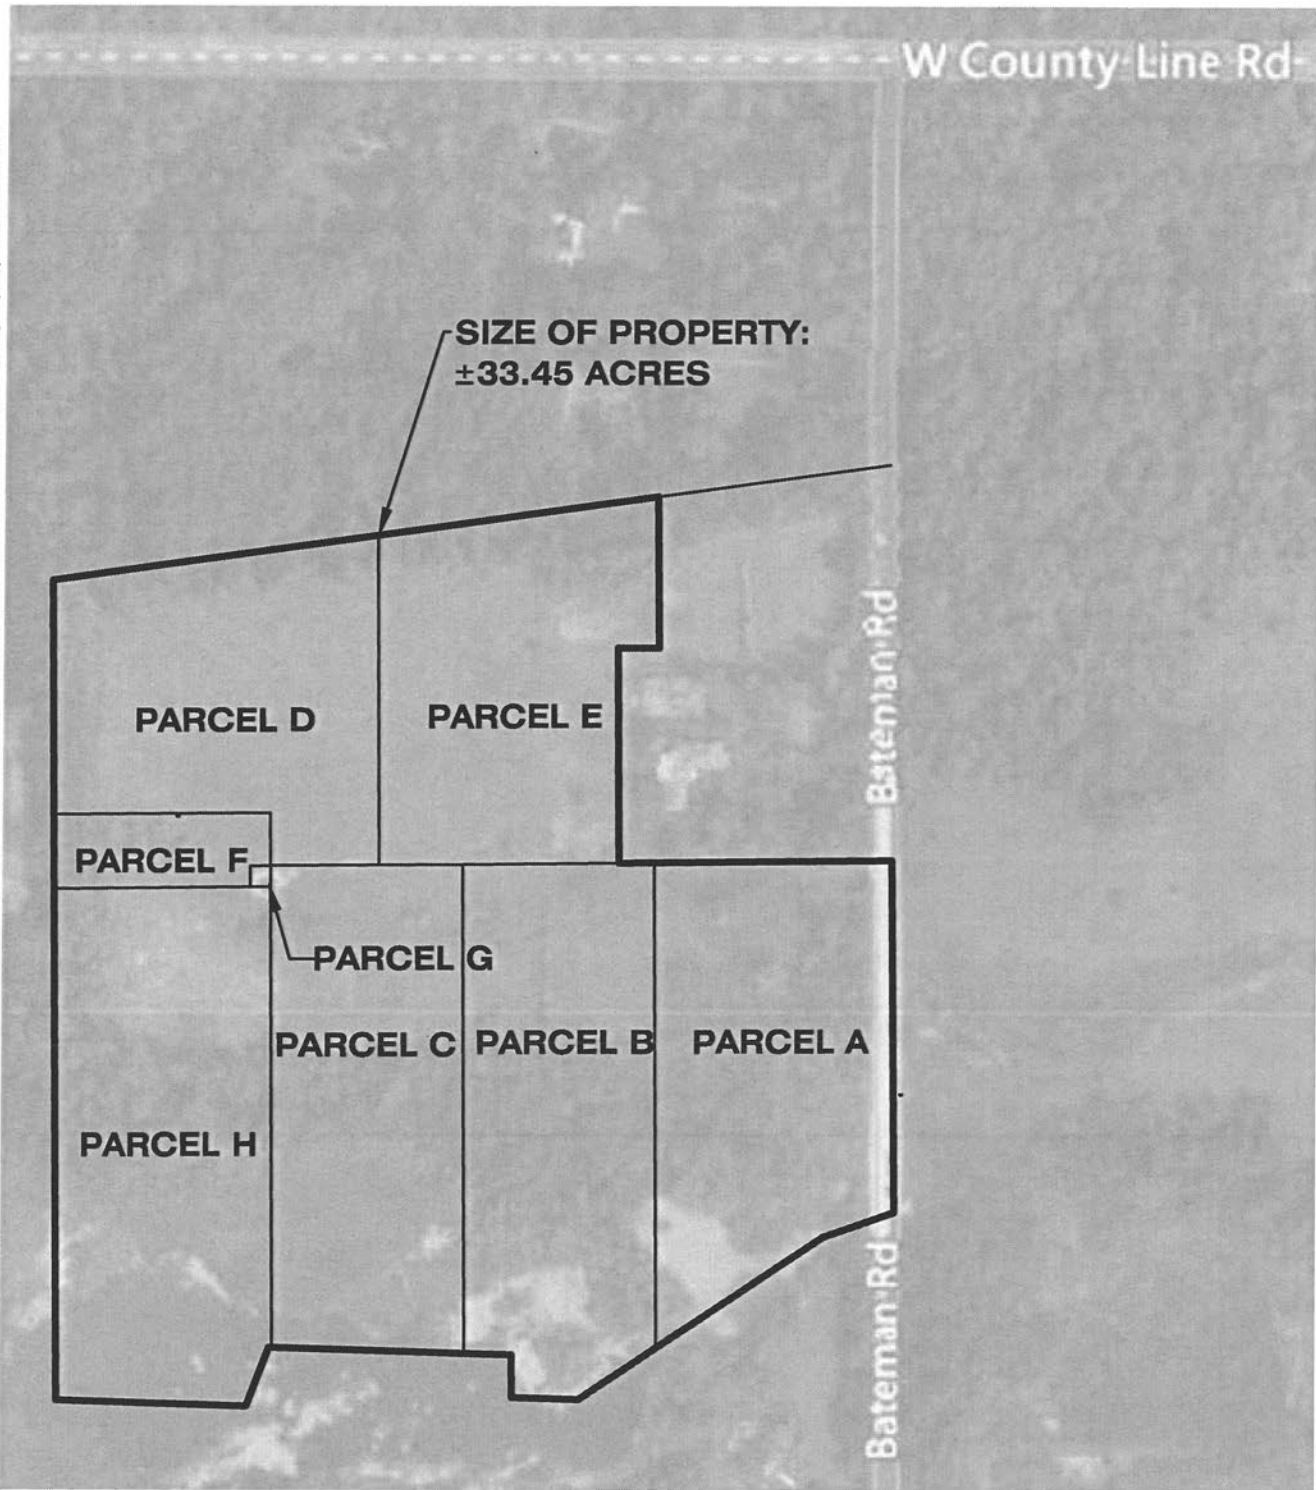 W County Line Rd
SIZE OF PROPERTY:
±33.45 ACRES
Bateman Rd
PARCEL D
PARCEL E
PARCEL F
PARCEL G
PARCEL C
PARCEL B
PARCEL A
PARCEL H
Bateman Rd